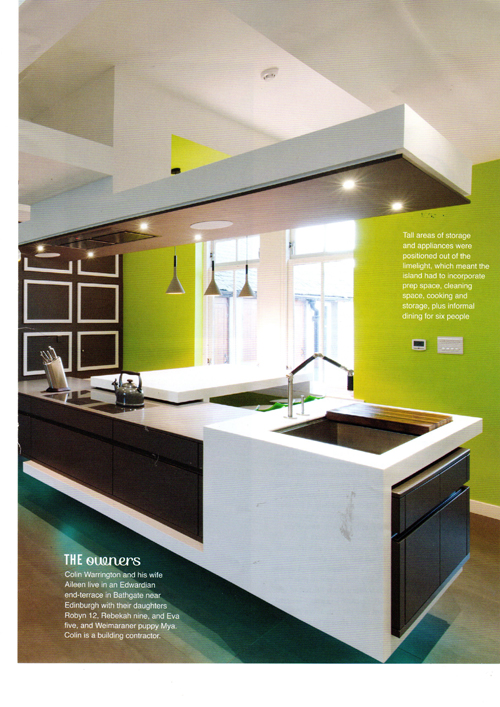 Tall areas of storage
and appliances were
positioned out of the
limelight, which meant the
island had to incorporate
prep space, cleaning
space, cooking and
storage, plus informal
dining for six people
THE owners
Colin Warrington and his wife
Aileen live in an Edwardian
end-terrace in Bathgate near
Edinburgh with their daughters
Robyn 12, Rebekah nine, and Eva
five, and Weimaraner puppy Mya.
Colin is a building contractor.